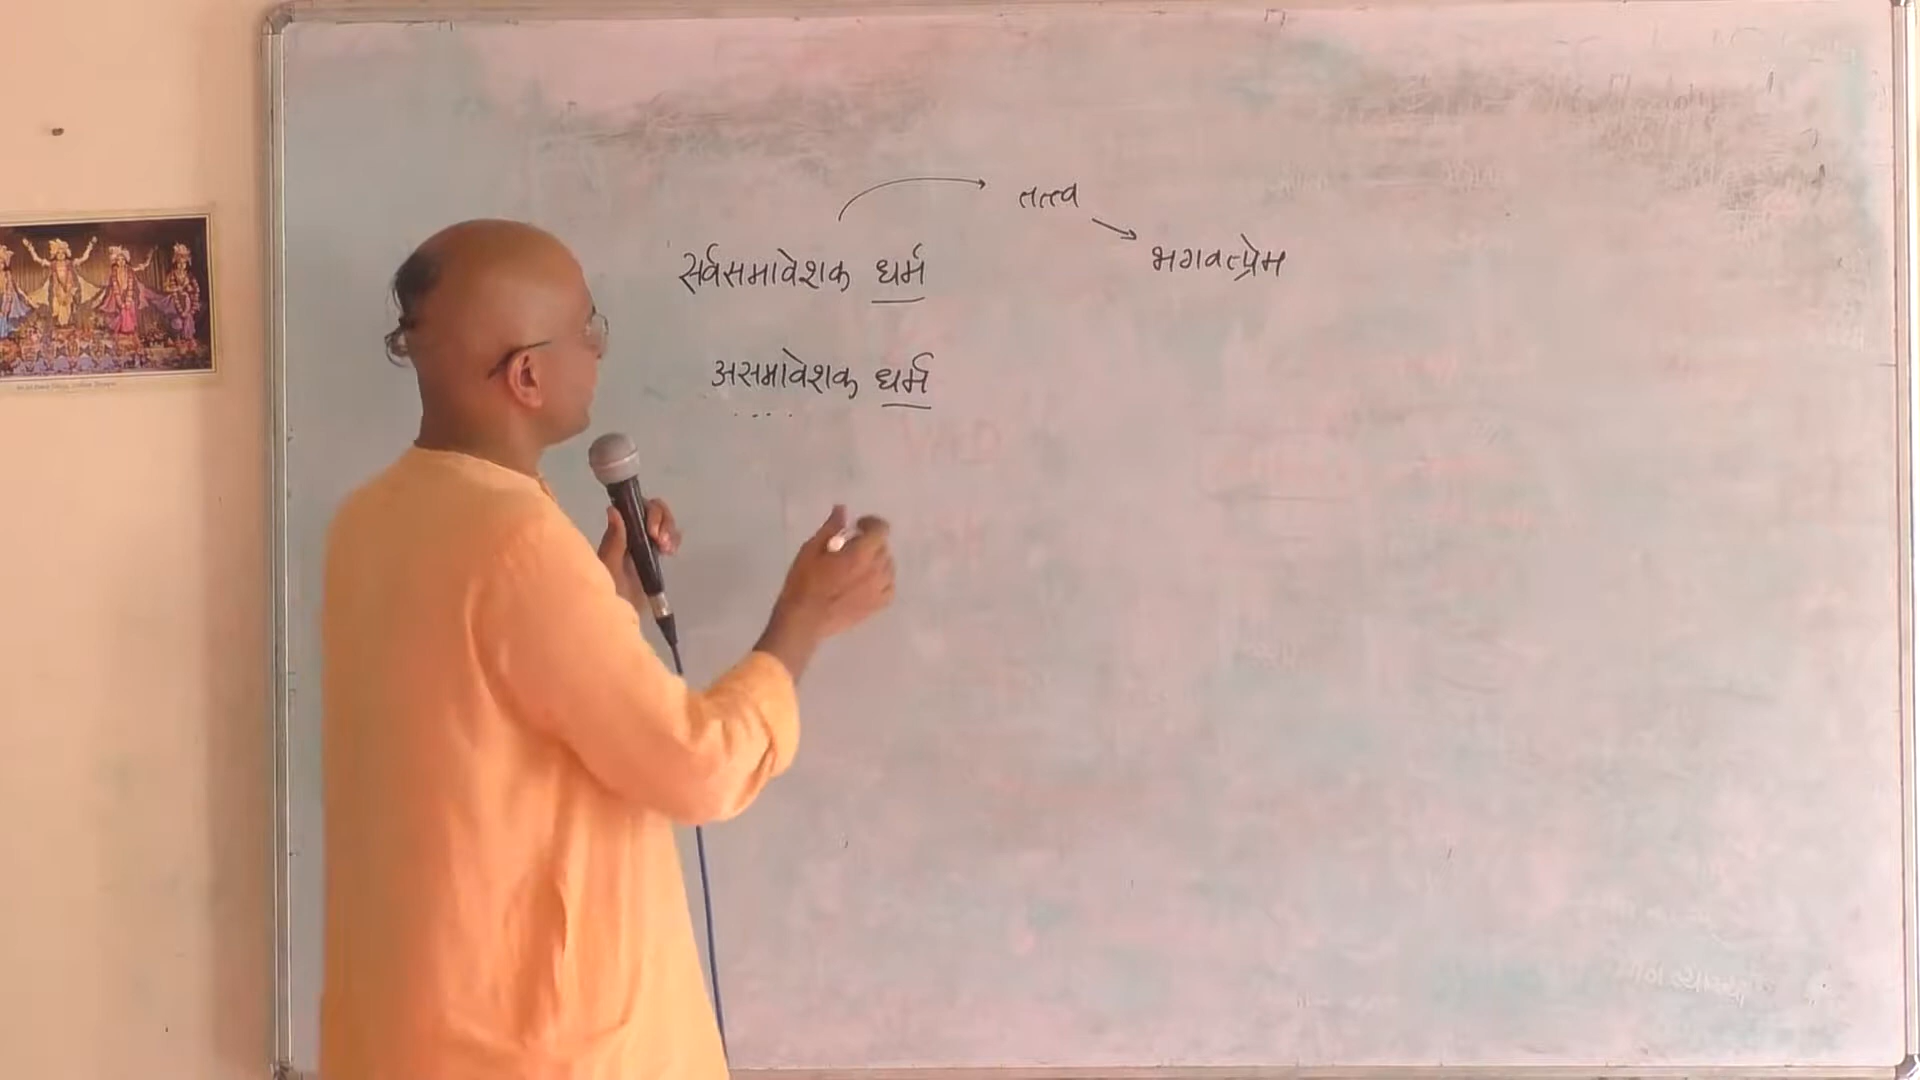 तत्त्व
भगवत्प्रेम
सर्वसमावेशक धर्म
असमावेशक धर्म